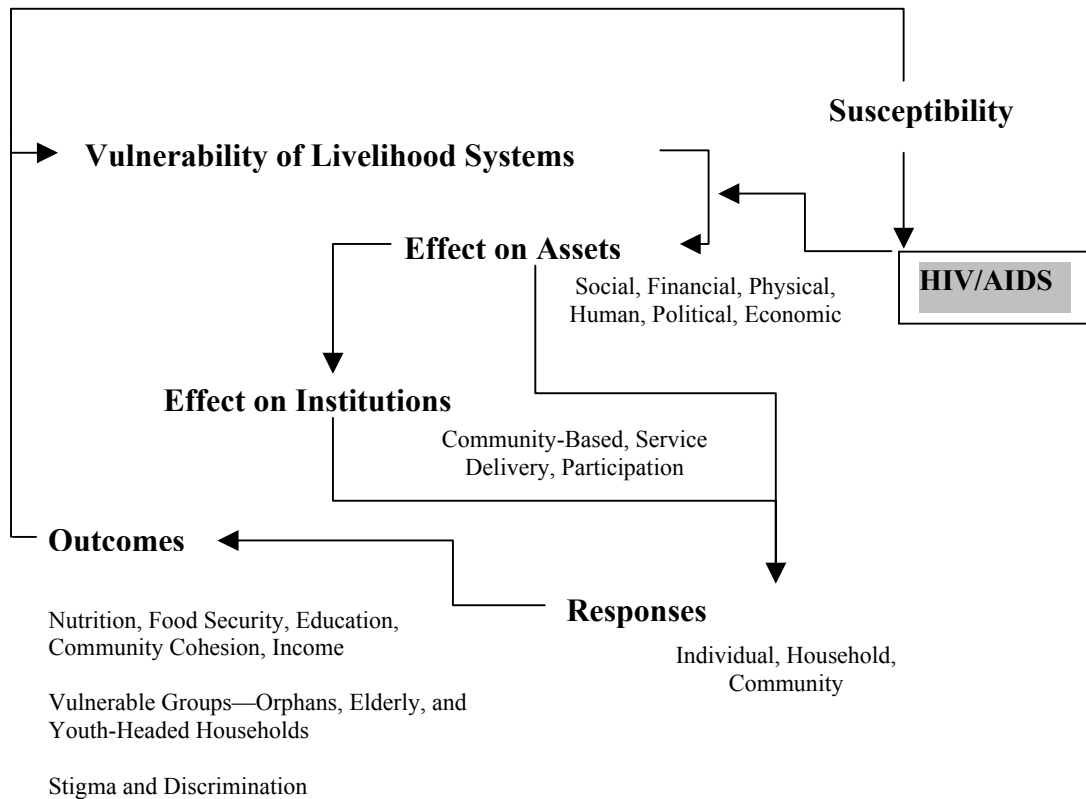 Susceptibility
Vulnerability of Livelihood Systems
Effect on Assets
Social, Financial, Physical,
Human, Political, Economic
HIV/AIDS
Effect on Institutions
Community-Based, Service
Delivery, Participation
Outcomes
Nutrition, Food Security, Education,
Community Cohesion, Income
Vulnerable Groups—Orphans, Elderly, and
Youth-Headed Households
Stigma and Discrimination
Responses
Individual, Household,
Community